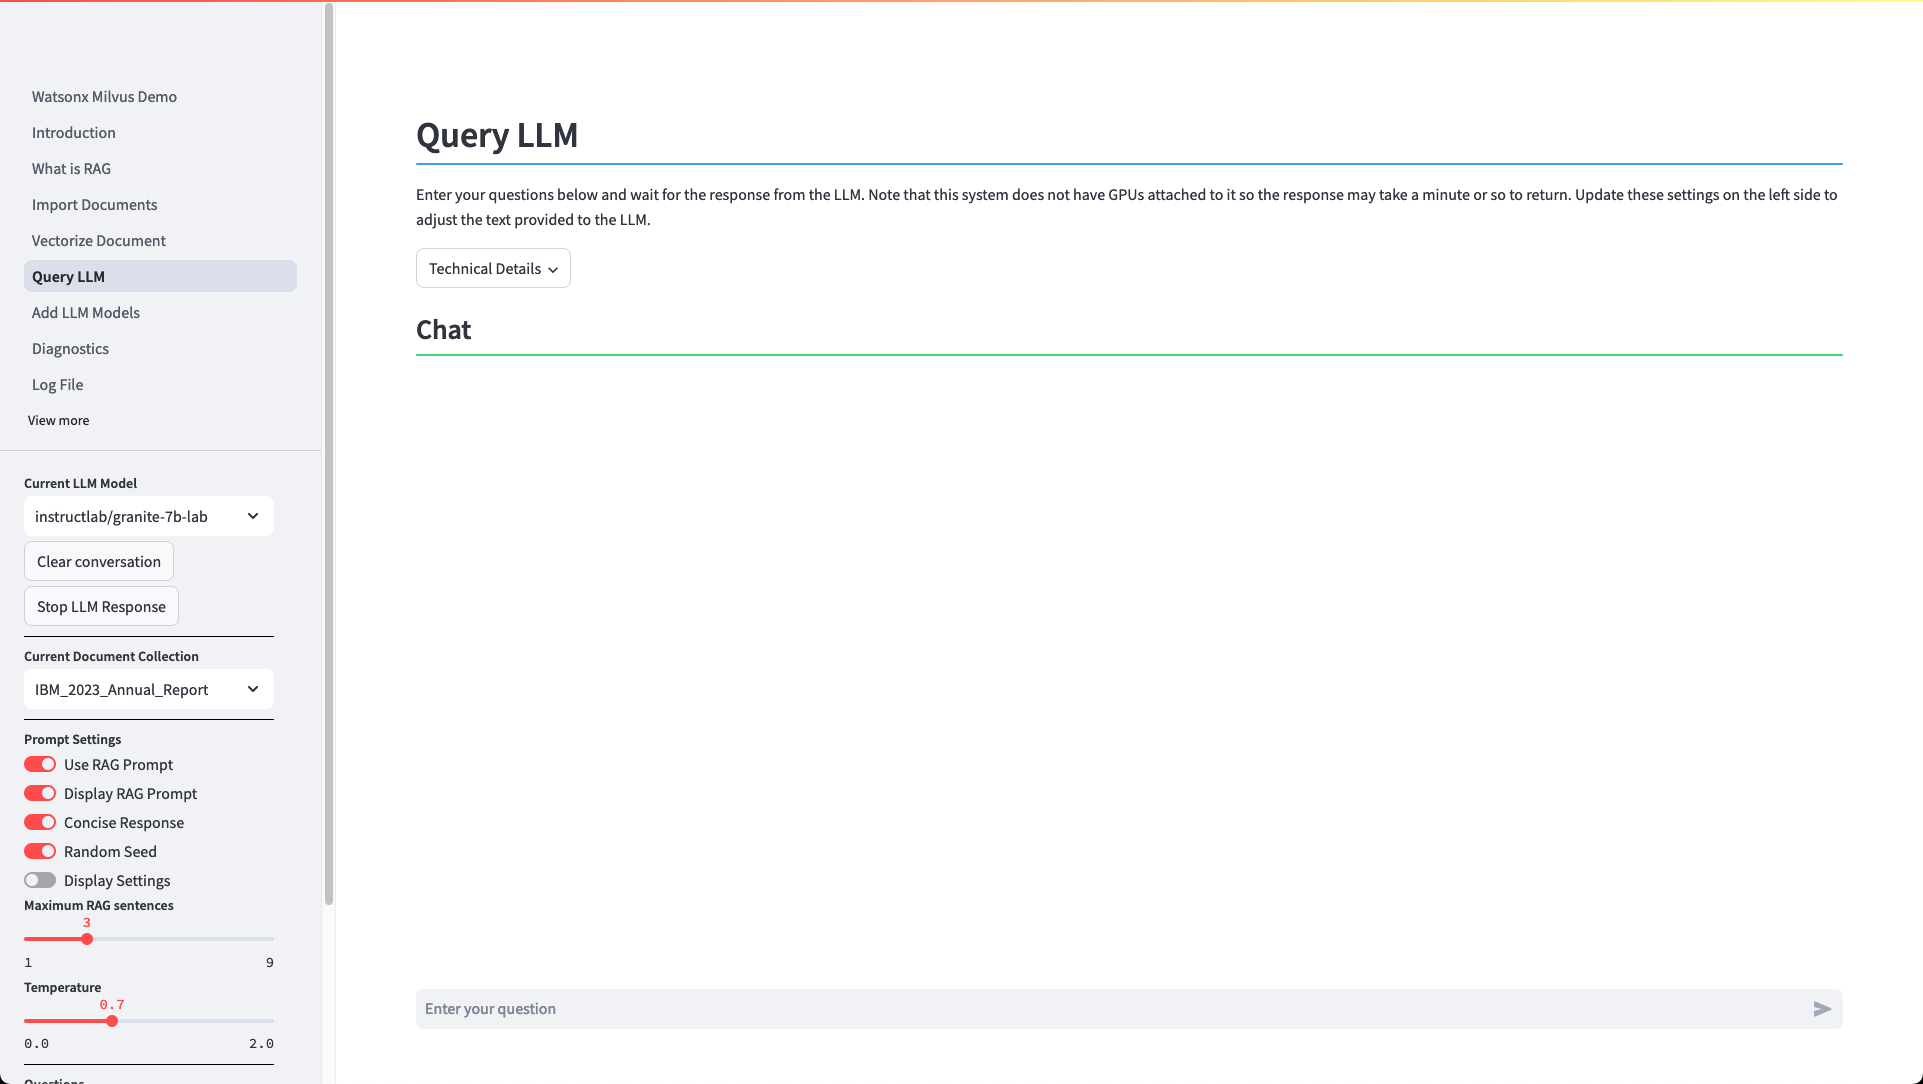 Watsonx Milvus Demo
Introduction
What is RAG
Import Documents
Vectorize Document
Query LLM
Add LLM Models
Diagnostics
Log File
View more
Current LLM Model
instructlab/granite-7b-lab
Clear conversation
Stop LLM Response
Current Document Collection
IBM_2023_Annual_Report
Prompt Settings
Use RAG Prompt
Display RAG Prompt
Concise Response
Random Seed
Display Settings
Maximum RAG sentences
3
1 9
Temperature
0.7
0.0 2.0
Questions
Query LLM
Enter your questions below and wait for the response from the LLM. Note that this system does not have GPUs attached to it so the response may take a minute or so to return. Update these settings on the left side to
adjust the text provided to the LLM.
Technical Details
Chat
Enter your question